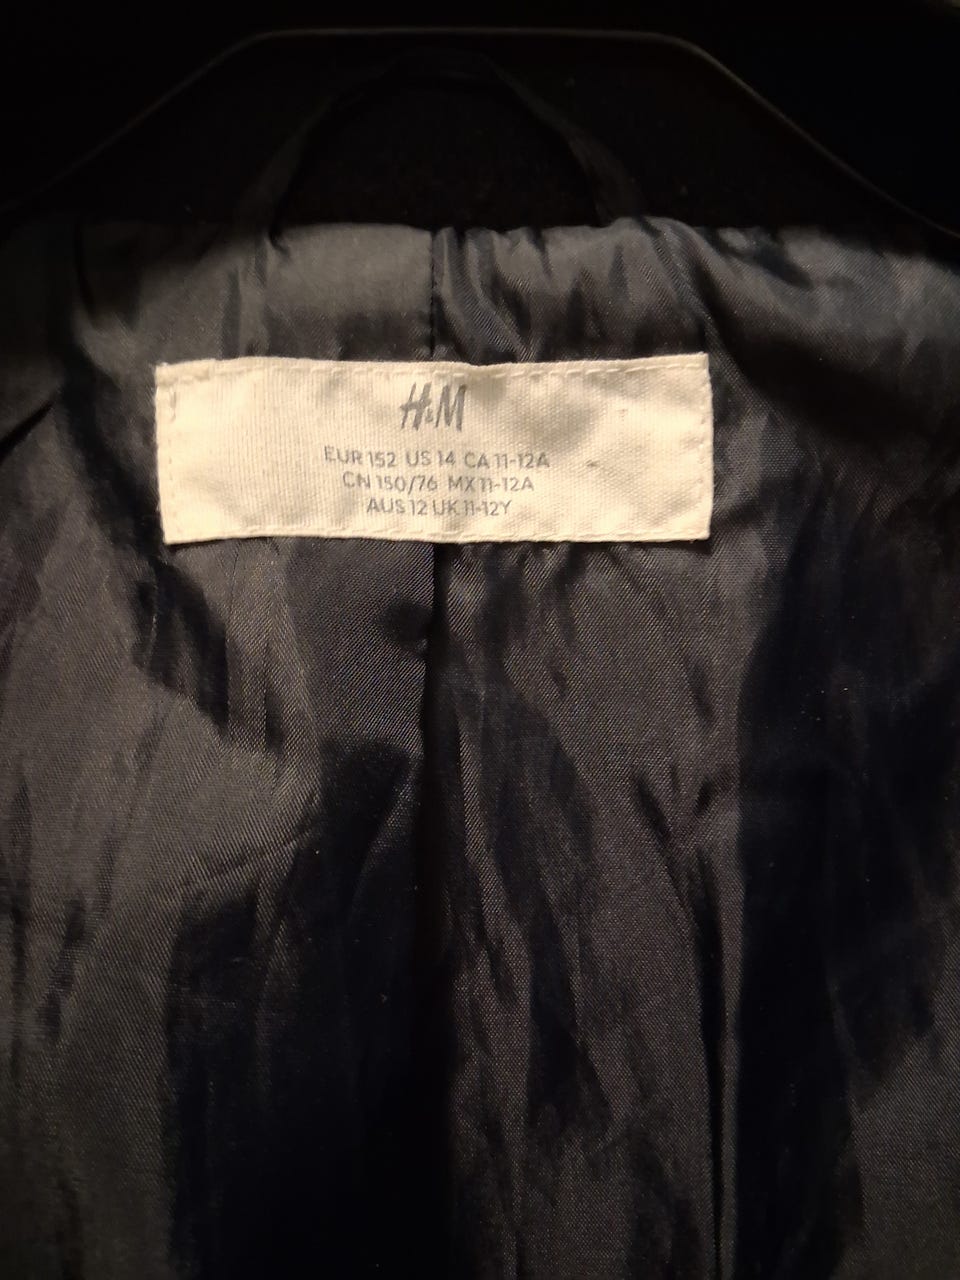 H&M
EUR 152 US 14 CA 11-12A
CN 150/76 MX 11-12A
AUS 12 UK 11-12Y